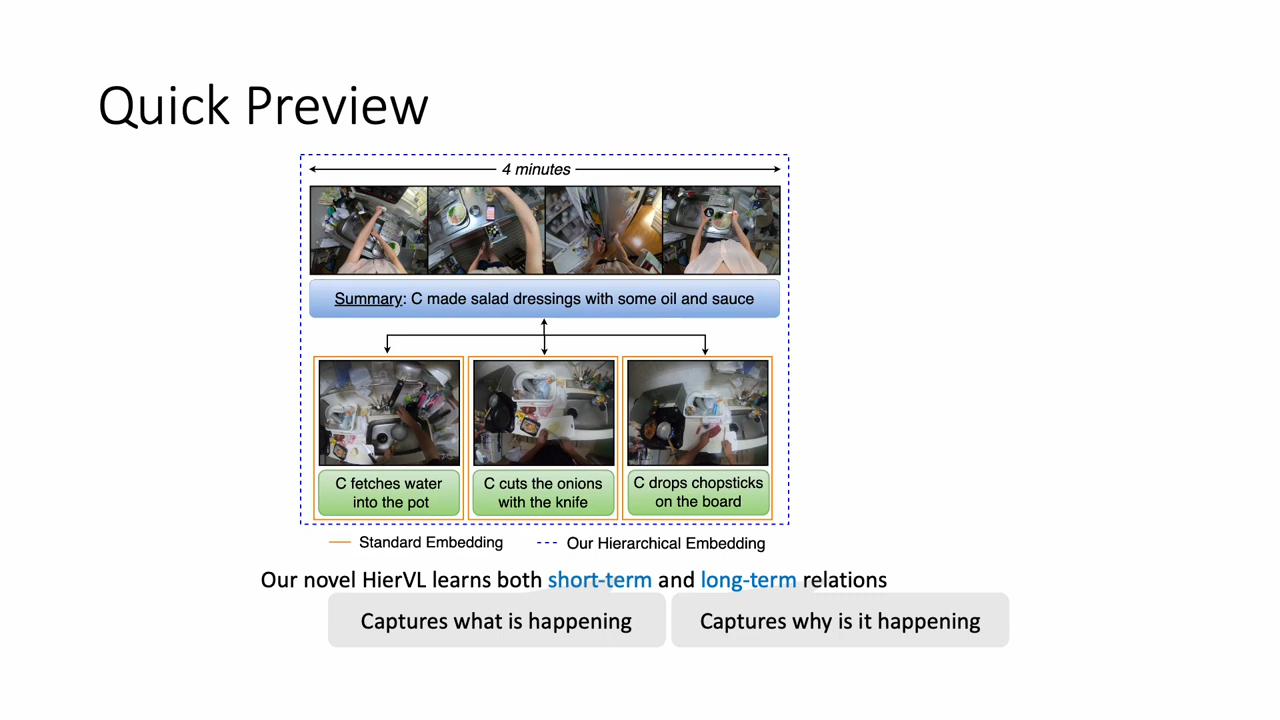 Quick Preview
4 minutes
Summary: C made salad dressings with some oil and sauce
C fetches water
into the pot
C cuts the onions
with the knife
C drops chopsticks
on the board
Standard Embedding
Our Hierarchical Embedding
Our novel HierVL learns both short-term and long-term relations
Captures what is happening
Captures why is it happening